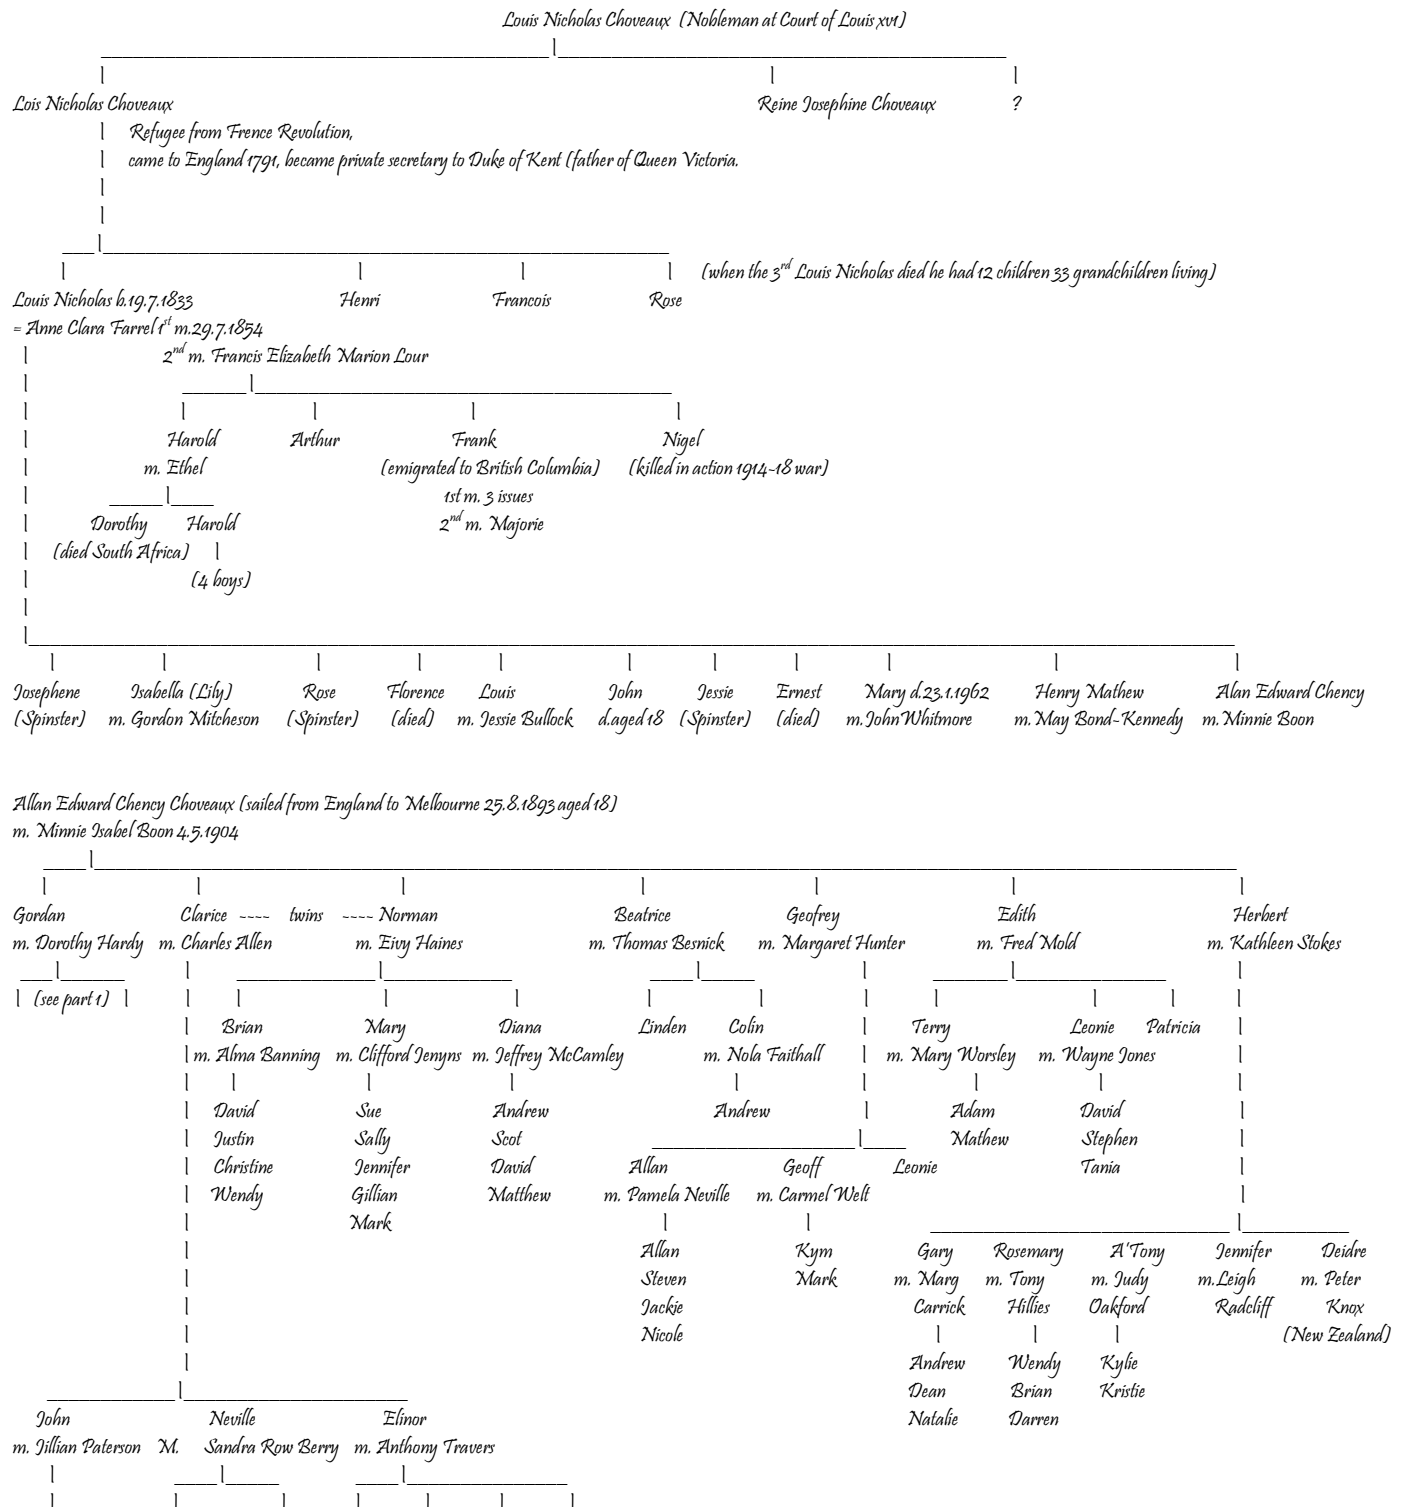 Louis Nicholas Choveaux (Nobleman at Court of Louis xv1)
Lois Nicholas Choveaux Reine Josephine Choveaux ?
Refugee from Frence Revolution,
came to England 1791, became private secretary to Duke of Kent (father of Queen Victoria.
(when the 3rd Louis Nicholas died he had 12 children 33 grandchildren living)
Louis Nicholas b.19.7.1833 Henri Francois Rose
= Anne Clara Farrel 1st m.29.7.1854
2nd m. Francis Elizabeth Marion Lour
Harold Arthur Frank Nigel
m. Ethel (emigrated to British Columbia) (killed in action 1914-18 war)
1st m. 3 issues
Dorothy Harold 2nd m. Majorie
(died South Africa)
(4 boys)
Josephene Isabella (Lily) Rose Florence Louis John Jessie Ernest Mary d.23.1.1962 Henry Mathew Alan Edward Chency
(Spinster) m. Gordon Mitcheson (Spinster) (died) m. Jessie Bullock d.aged 18 (Spinster) (died) m.John Whitmore m. May Bond-Kennedy m. Minnie Boon
Allan Edward Chency Choveaux (sailed from England to Melbourne 25.8.1893 aged 18)
m. Minnie Isabel Boon 4.5.1904
Gordan Clarice ~~~~ twins ~~~~ Norman Beatrice Geofrey Edith Herbert
m. Dorothy Hardy m. Charles Allen m. Eivy Haines m. Thomas Besnick m. Margaret Hunter m. Fred Mold m. Kathleen Stokes
(see part 1)
Brian Mary Diana Linden Colin Terry Leonie Patricia
m. Alma Banning m. Clifford Jenyns m. Jeffrey McCamley m. Nola Faithall m. Mary Worsley m. Wayne Jones
David Sue Andrew Andrew Adam David
Justin Sally Scot Mathew Stephen
Christine Jennifer David Allan Geoff Leonie Tania
Wendy Gillian Matthew m. Pamela Neville m. Carmel Welt
Mark
Allan Kym Gary Rosemary A'Tony Jennifer Deidre
Steven Mark m. Marg m. Tony m. Judy m.Leigh m. Peter
Jackie Carrick Hillies Oakford Radcliff Knox
Nicole (New Zealand)
Andrew Wendy Kylie
Dean Brian Kristie
John Neville Elinor Natalie Darren
m. Jillian Paterson M. Sandra Row Berry m. Anthony Travers